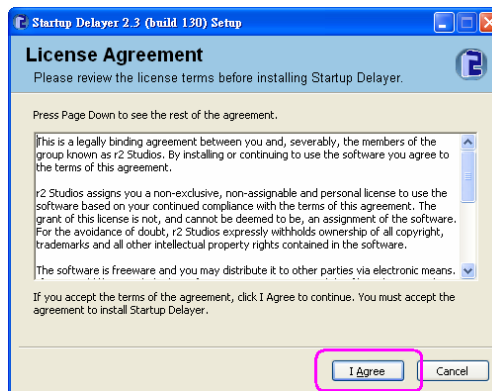 Startup Delayer 2.3 (build 130) Setup
License Agreement
Please review the license terms before installing Startup Delayer.
Press Page Down to see the rest of the agreement.
This is a legally binding agreement between you and, severably, the members of the
group known as r2 Studios. By installing or continuing to use the software you agree to
the terms of this agreement.
r2 Studios assigns you a non-exclusive, non-assignable and personal license to use the
software based on your continued compliance with the terms of this agreement. The
grant of this license is not, and cannot be deemed to be, an assignment of the software.
For the avoidance of doubt, r2 Studios expressly withholds ownership of all copyright,
trademarks and all other intellectual property rights contained in the software.
The software is freeware and you may distribute it to other parties via electronic means.
If you accept the terms of the agreement, click I Agree to continue. You must accept the
agreement to install Startup Delayer.
I Agree
Cancel